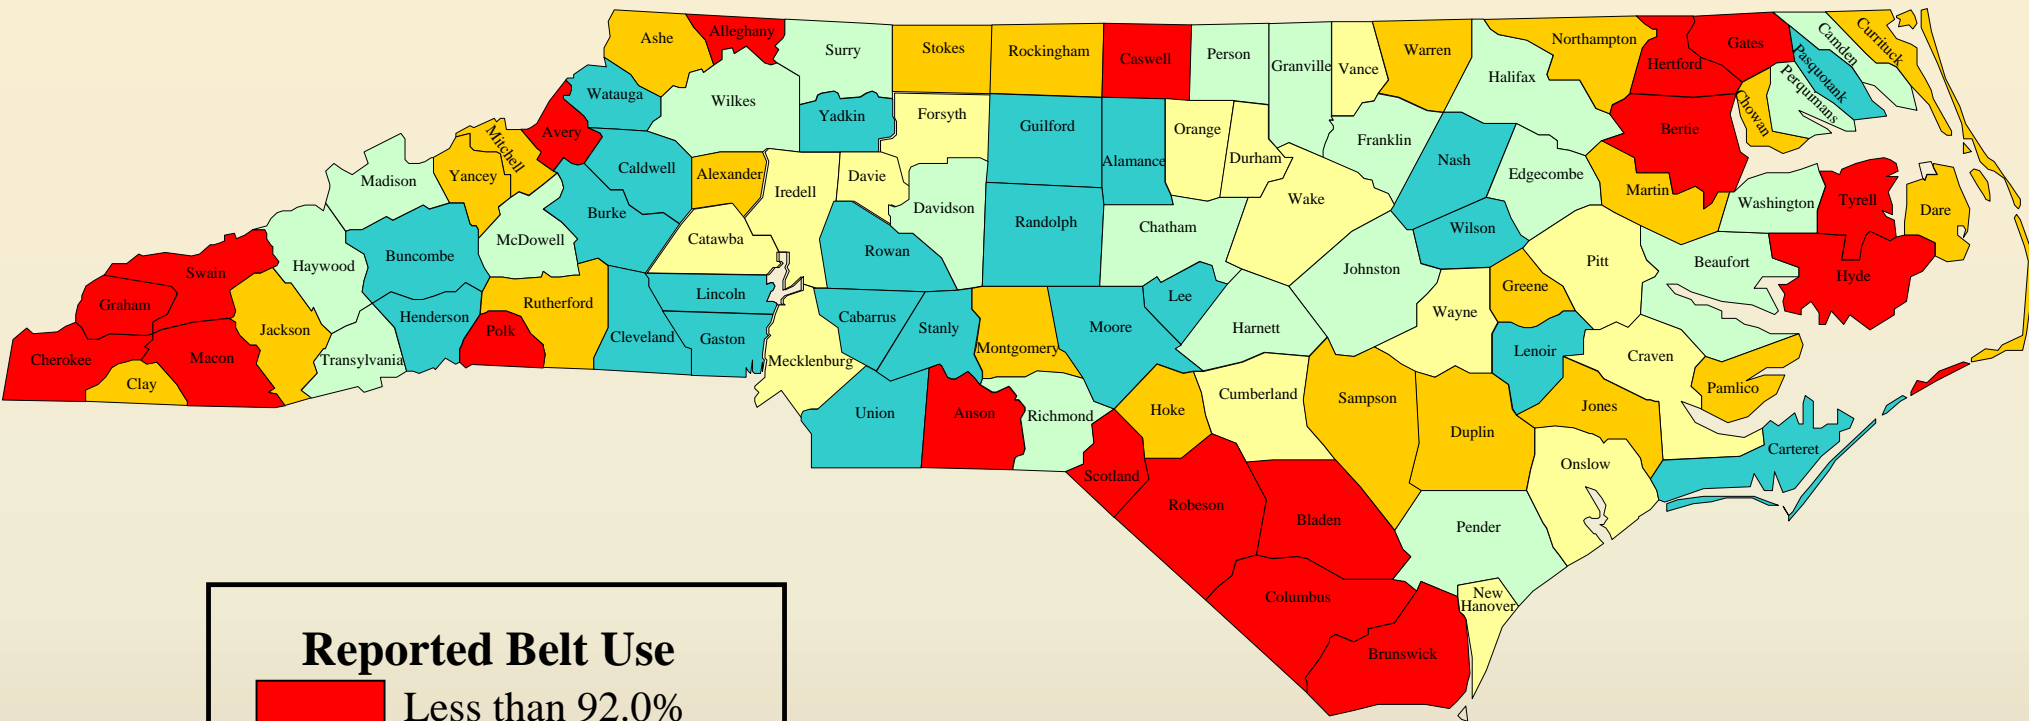 Ashe
Alleghany
Surry
Stokes
Rockingham
Caswell
Person
Granville
Vance
Warren
Northampton
Hertford
Gates
Camden
Currituck
Pasquotank
Perquimans
Chowan
Halifax
Watauga
Wilkes
Yadkin
Forsyth
Guilford
Alamance
Orange
Durham
Franklin
Nash
Edgecombe
Bertie
Martin
Washington
Tyrell
Dare
Avery
Mitchell
Yancey
Madison
Caldwell
Alexander
Iredell
Davie
Davidson
Randolph
Chatham
Wake
Wilson
Pitt
Beaufort
Hyde
Burke
McDowell
Buncombe
Haywood
Swain
Graham
Catawba
Rowan
Lincoln
Johnston
Greene
Lee
Rutherford
Henderson
Polk
Cleveland
Gaston
Cabarrus
Stanly
Montgomery
Moore
Harnett
Wayne
Lenoir
Craven
Pamlico
Cherokee
Clay
Macon
Jackson
Transylvania
Mecklenburg
Union
Anson
Richmond
Hoke
Cumberland
Sampson
Duplin
Jones
Onslow
Carteret
Scotland
Robeson
Bladen
Pender
Columbus
New
Hanover
Brunswick
Reported Belt Use
Less than 92.0%